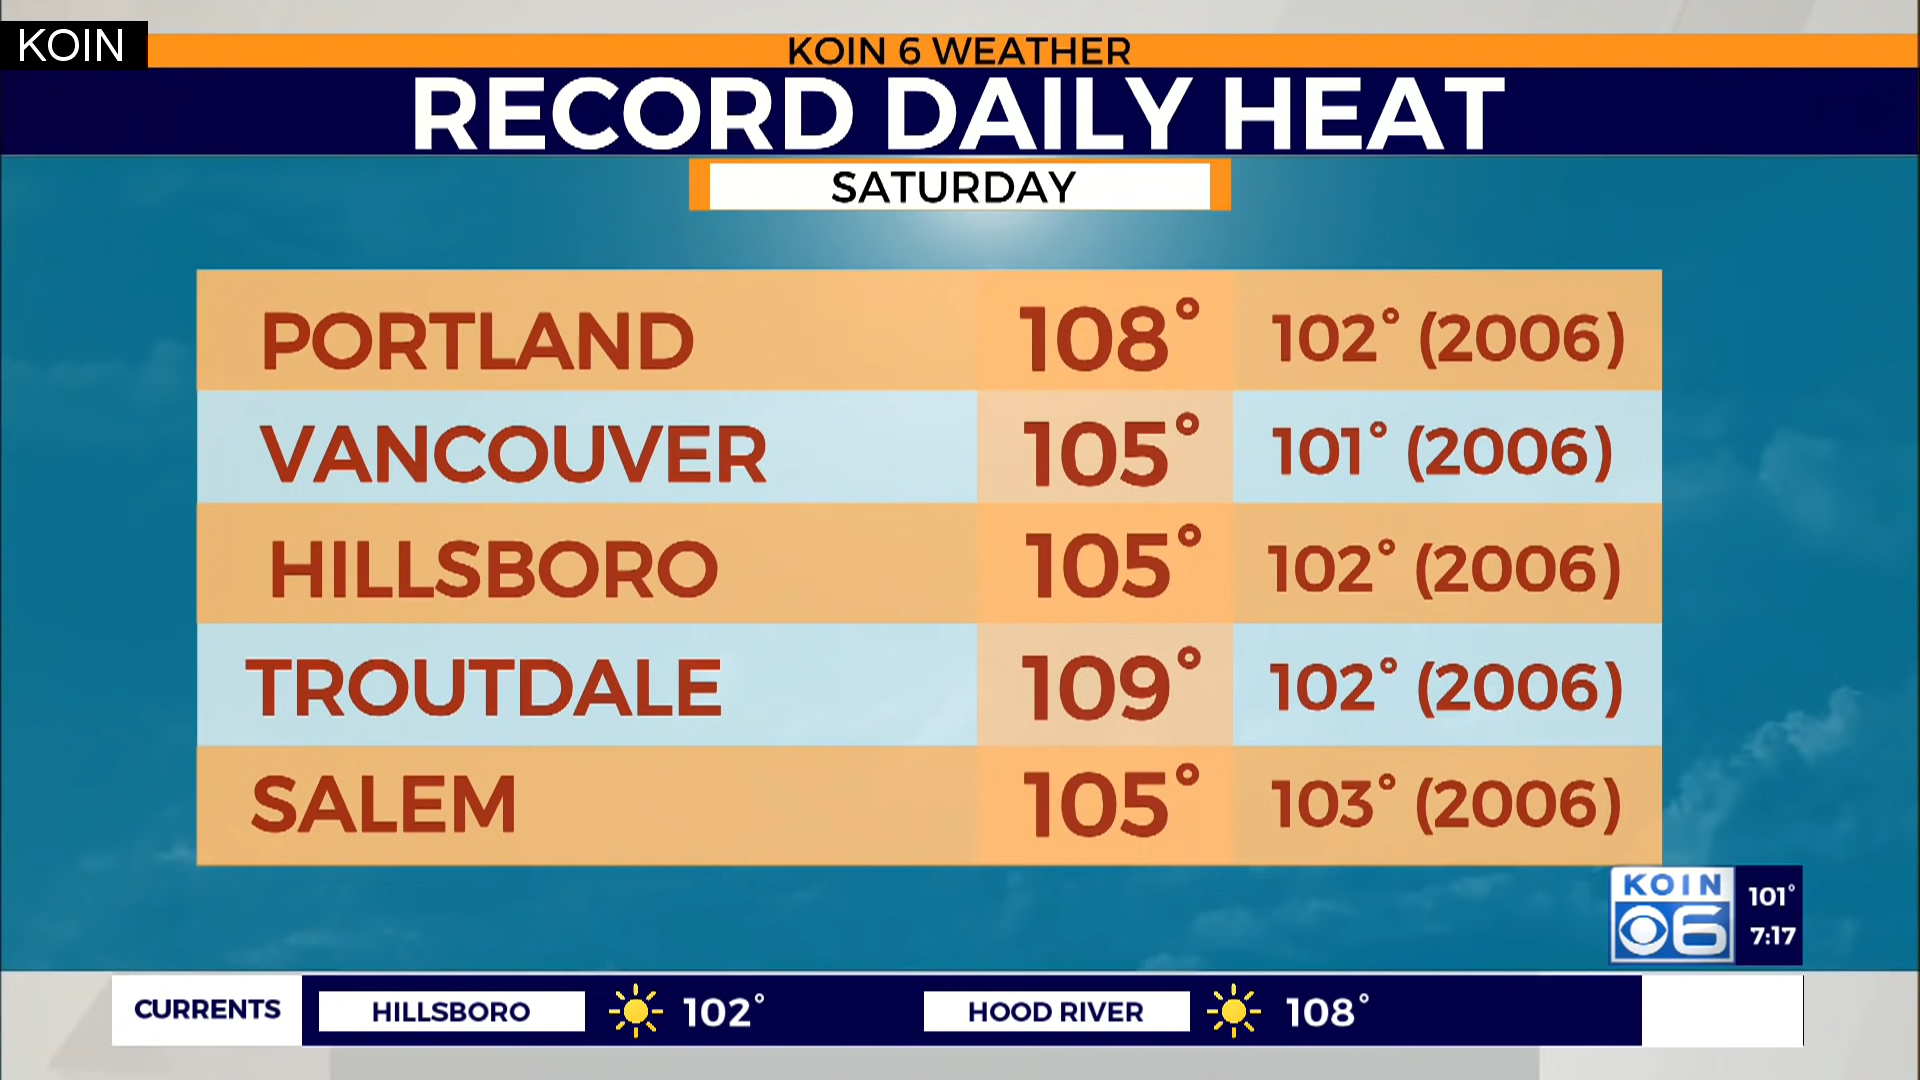 KOIN
KOIN 6 WEATHER
RECORD DAILY HEAT
SATURDAY
PORTLAND 108° 102° (2006)
VANCOUVER 105° 101° (2006)
HILLSBORO 105° 102° (2006)
TROUTDALE 109° 102° (2006)
SALEM 105° 103° (2006)
KOIN 101°
6 7:17
CURRENTS HILLSBORO 102° HOOD RIVER 108°